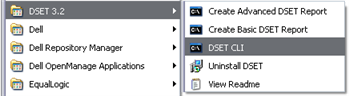 DSET 3.2
Dell
Dell Repository Manager
Dell OpenManage Applications
EqualLogic
Create Advanced DSET Report
Create Basic DSET Report
DSET CLI
Uninstall DSET
View Readme